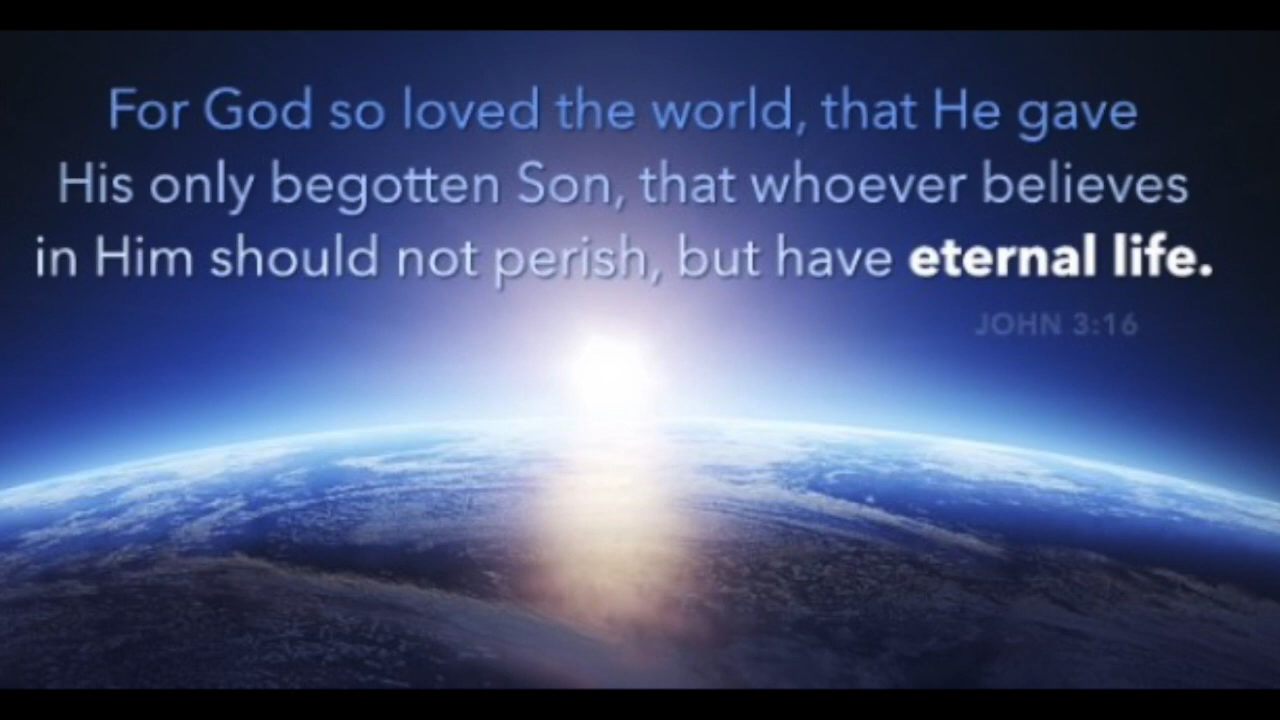 For God so loved the world, that He gave
His only begotten Son, that whoever believes
in Him should not perish, but have eternal life.
JOHN 3:16